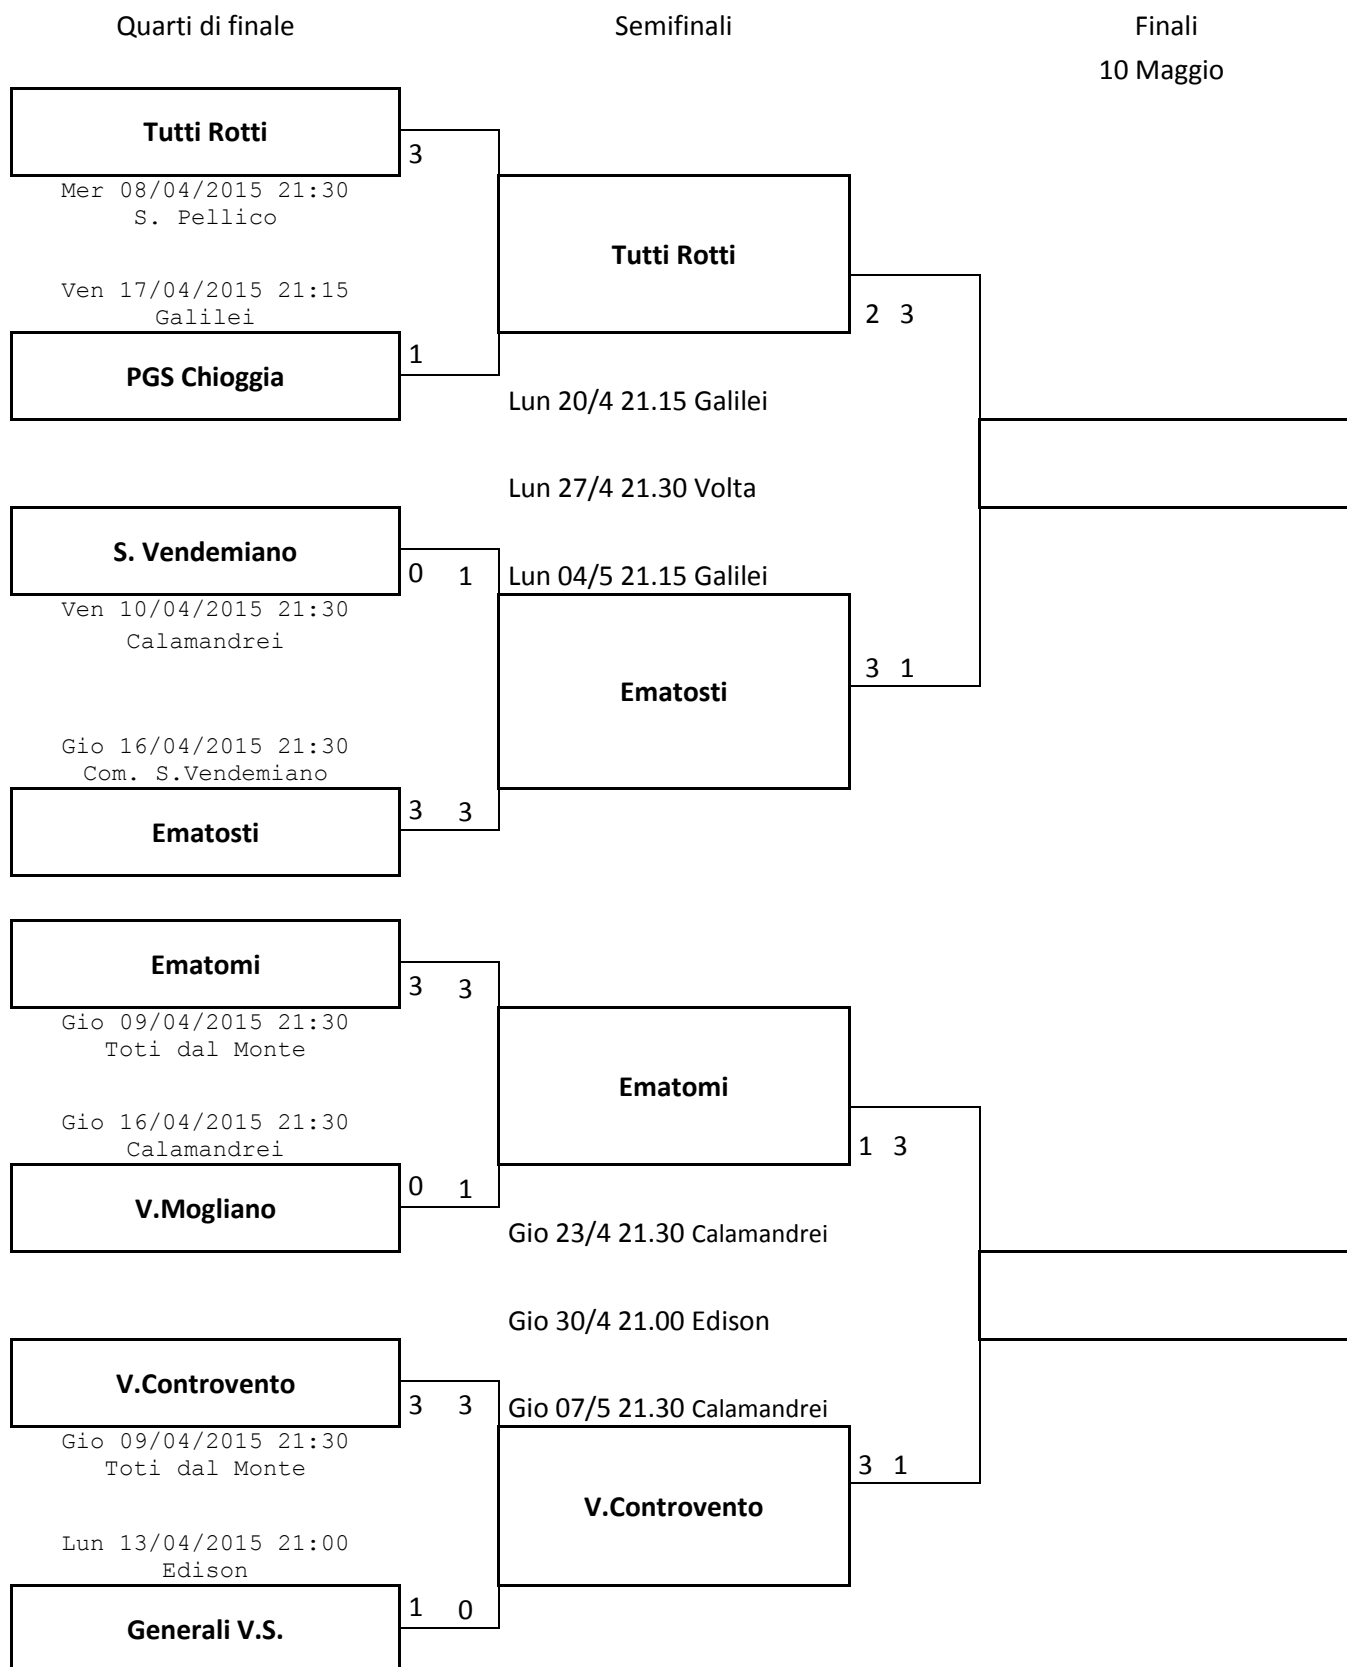 Quarti di finale
Semifinali
Finali
10 Maggio
Tutti Rotti
3
Mer 08/04/2015 21:30
S. Pellico
Ven 17/04/2015 21:15
Galilei
PGS Chioggia
1
Tutti Rotti
2 3
Lun 20/4 21.15 Galilei
Lun 27/4 21.30 Volta
Lun 04/5 21.15 Galilei
S. Vendemiano
0 1
Ven 10/04/2015 21:30
Calamandrei
Gio 16/04/2015 21:30
Com. S.Vendemiano
Ematosti
3 3
Ematosti
3 1
Ematomi
3 3
Gio 09/04/2015 21:30
Toti dal Monte
Gio 16/04/2015 21:30
Calamandrei
V.Mogliano
0 1
Ematomi
1 3
Gio 23/4 21.30 Calamandrei
Gio 30/4 21.00 Edison
Gio 07/5 21.30 Calamandrei
V.Controvento
3 3
Gio 09/04/2015 21:30
Toti dal Monte
Lun 13/04/2015 21:00
Edison
Generali V.S.
1 0
V.Controvento
3 1